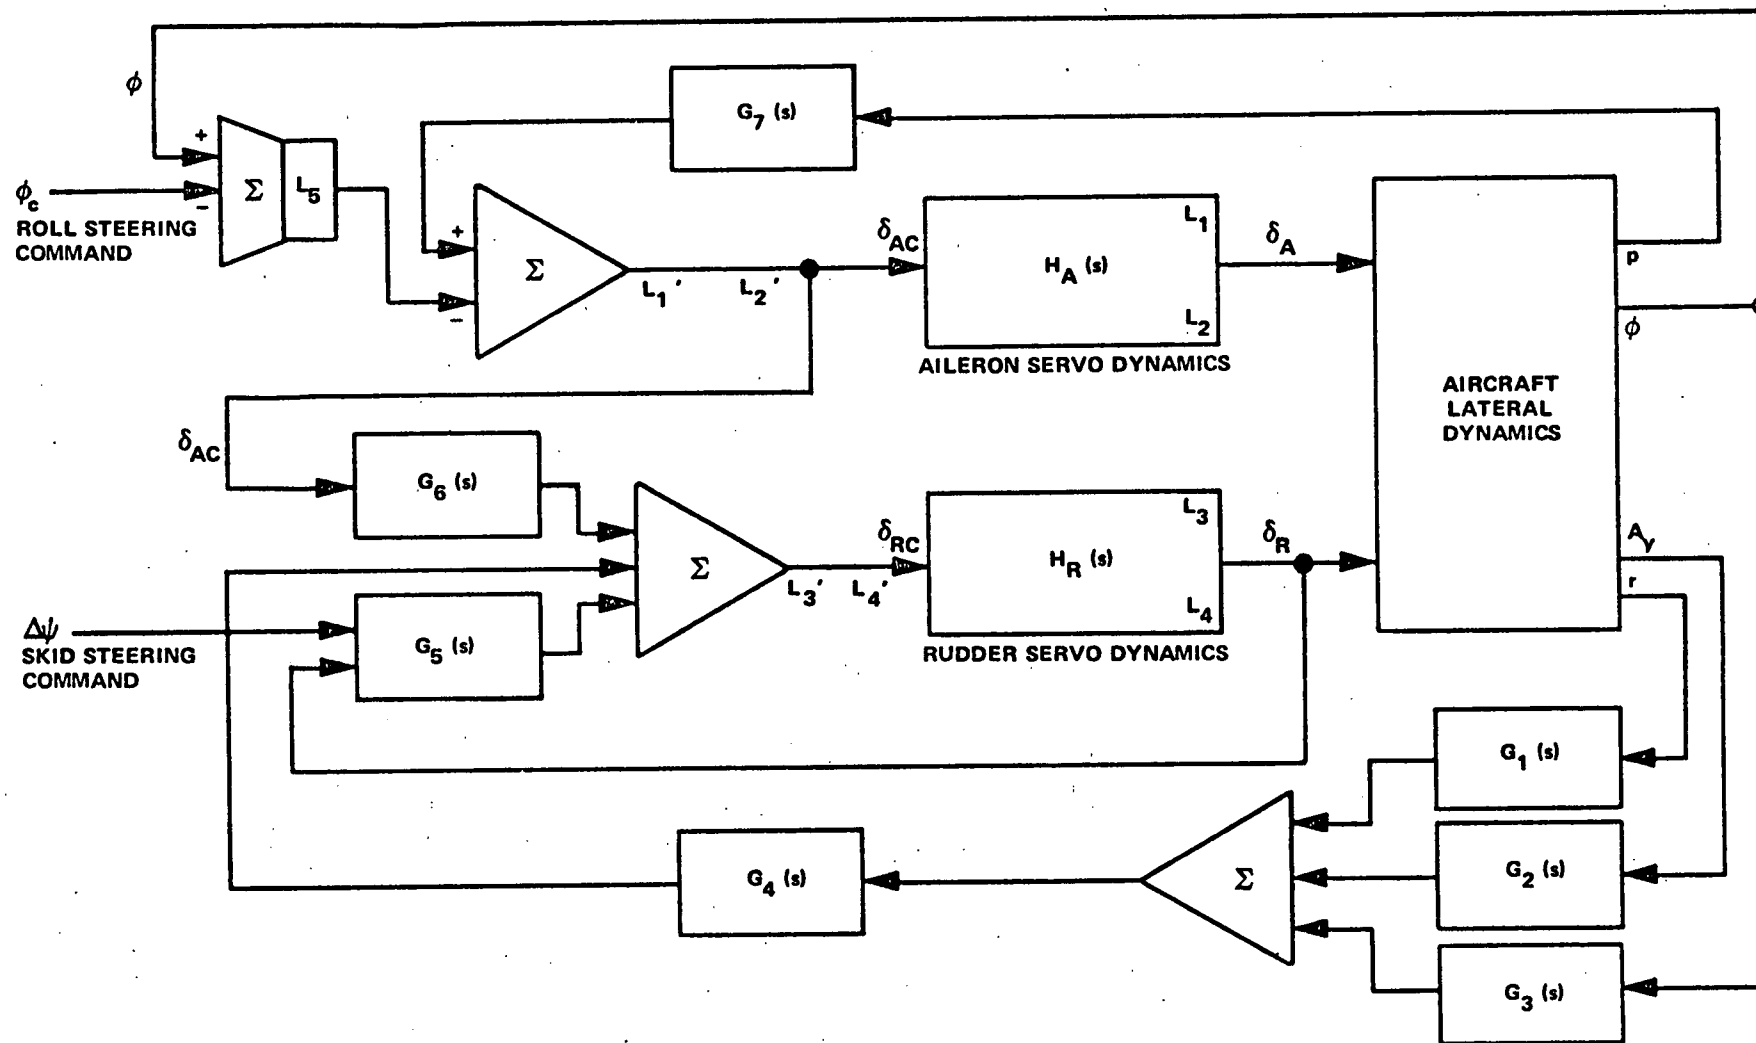 ϕ
G7 (s)
+
ϕc
−
Σ
L5
ROLL STEERING
COMMAND
+
Σ
−
L1′
L2′
δAC
HA (s)
L1
L2
AILERON SERVO DYNAMICS
δA
p
ϕ
AIRCRAFT
LATERAL
DYNAMICS
Ay
r
δAC
G6 (s)
Σ
L3′
L4′
δRC
HR (s)
L3
L4
RUDDER SERVO DYNAMICS
δR
Δψ
SKID STEERING
COMMAND
G5 (s)
G1 (s)
G4 (s)
Σ
G2 (s)
G3 (s)